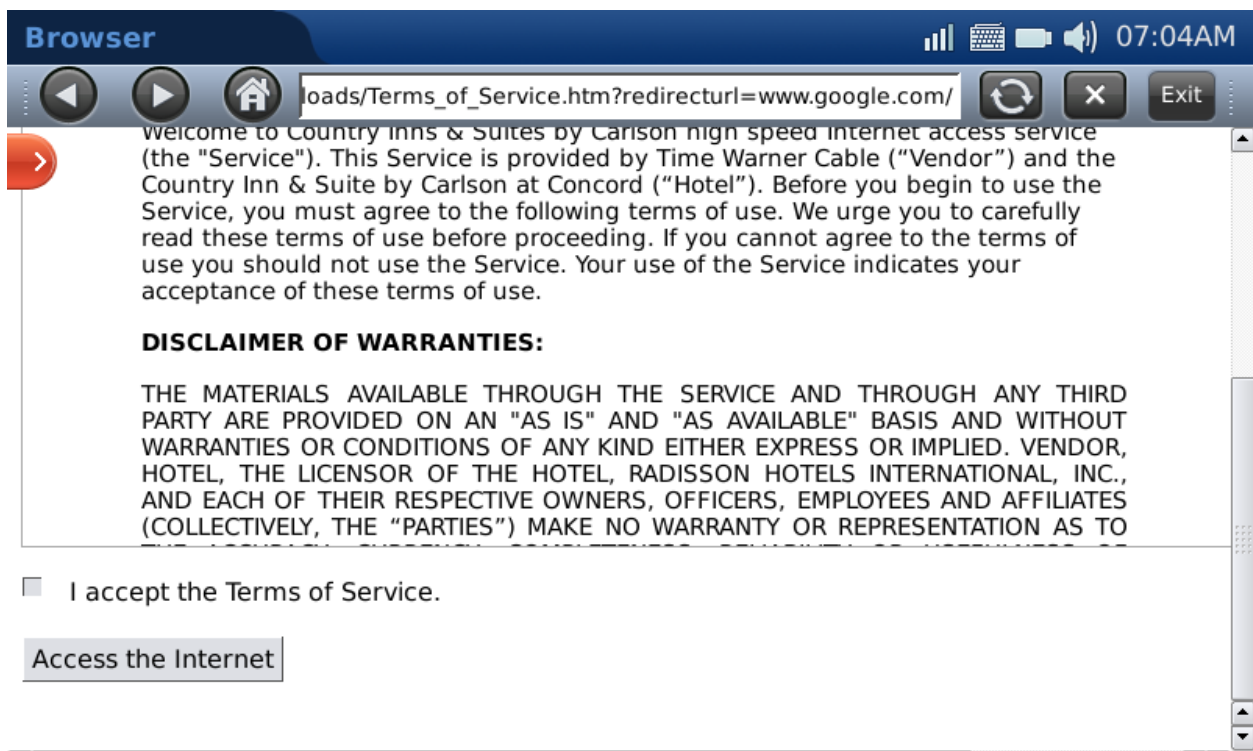 Browser
07:04AM
loads/Terms_of_Service.htm?redirecturl=www.google.com/
Exit
Welcome to Country Inns & Suites by Carlson high speed Internet access service
(the "Service"). This Service is provided by Time Warner Cable (“Vendor”) and the
Country Inn & Suite by Carlson at Concord (“Hotel”). Before you begin to use the
Service, you must agree to the following terms of use. We urge you to carefully
read these terms of use before proceeding. If you cannot agree to the terms of
use you should not use the Service. Your use of the Service indicates your
acceptance of these terms of use.
DISCLAIMER OF WARRANTIES:
THE MATERIALS AVAILABLE THROUGH THE SERVICE AND THROUGH ANY THIRD
PARTY ARE PROVIDED ON AN "AS IS" AND "AS AVAILABLE" BASIS AND WITHOUT
WARRANTIES OR CONDITIONS OF ANY KIND EITHER EXPRESS OR IMPLIED. VENDOR,
HOTEL, THE LICENSOR OF THE HOTEL, RADISSON HOTELS INTERNATIONAL, INC.,
AND EACH OF THEIR RESPECTIVE OWNERS, OFFICERS, EMPLOYEES AND AFFILIATES
(COLLECTIVELY, THE “PARTIES”) MAKE NO WARRANTY OR REPRESENTATION AS TO
THE ACCURACY, CURRENCY, COMPLETENESS, RELIABILITY OR USEFULNESS OF
I accept the Terms of Service.
Access the Internet